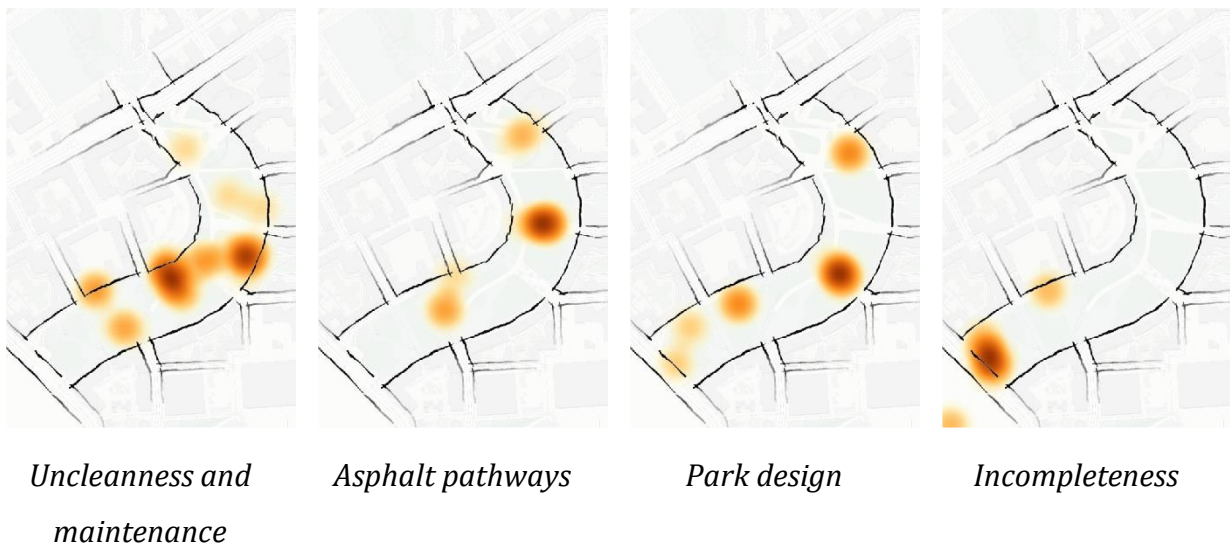 Uncleanness and
maintenance
Asphalt pathways
Park design
Incompleteness